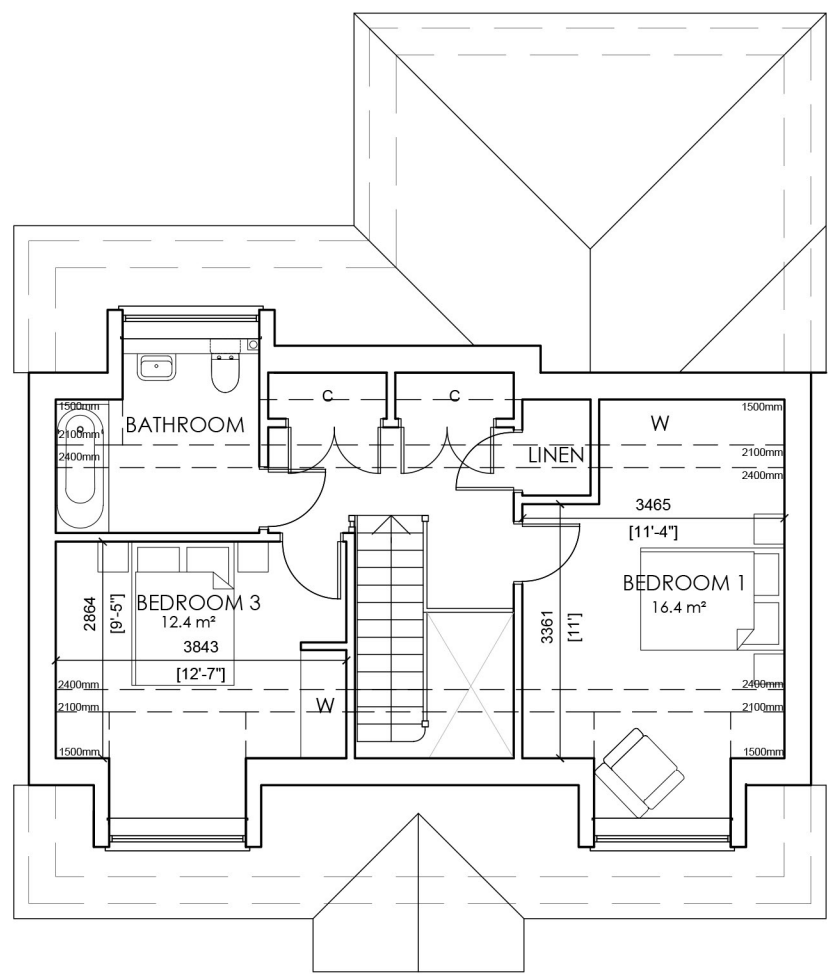 C
C
1500mm
2100mm
2400mm
BATHROOM
W
1500mm
2100mm
2400mm
LINEN
3465
[11'-4"]
BEDROOM 1
16.4 m²
2864
[9'-5"]
BEDROOM 3
12.4 m²
3843
[12'-7"]
3361
[11']
2400mm
2100mm
1500mm
W
2400mm
2100mm
1500mm